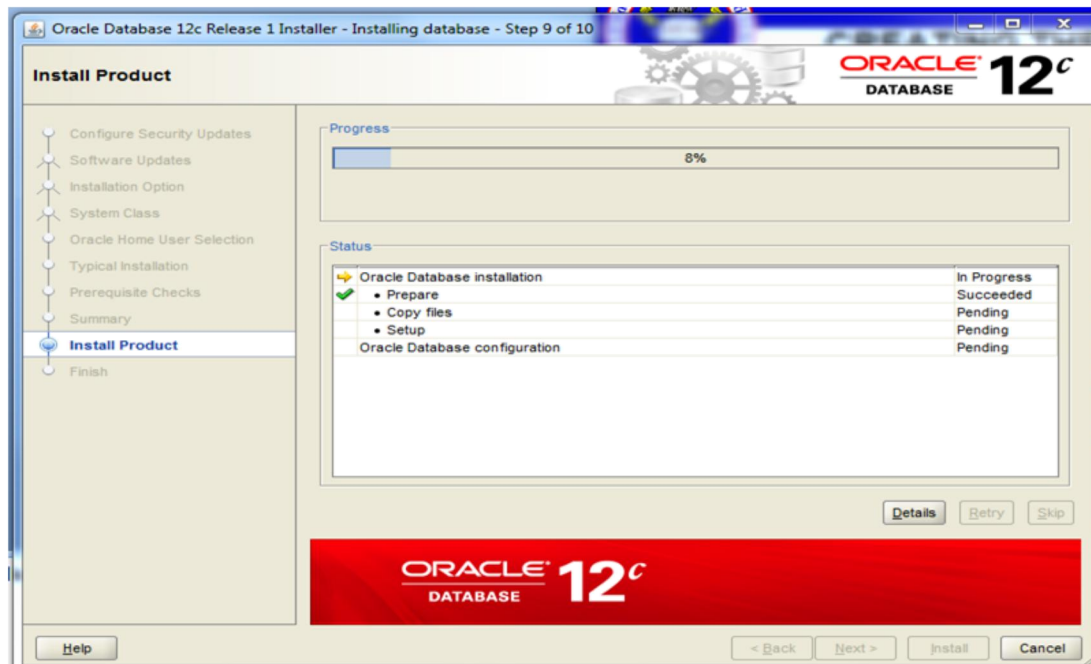 Oracle Database 12c Release 1 Installer - Installing database - Step 9 of 10
Install Product
ORACLE®
DATABASE
12c
Configure Security Updates
Software Updates
Installation Option
System Class
Oracle Home User Selection
Typical Installation
Prerequisite Checks
Summary
Install Product
Finish
Progress
8%
Status
Oracle Database installation In Progress
• Prepare Succeeded
• Copy files Pending
• Setup Pending
Oracle Database configuration Pending
Details Retry Skip
ORACLE®
DATABASE
12c
Help < Back Next > Install Cancel